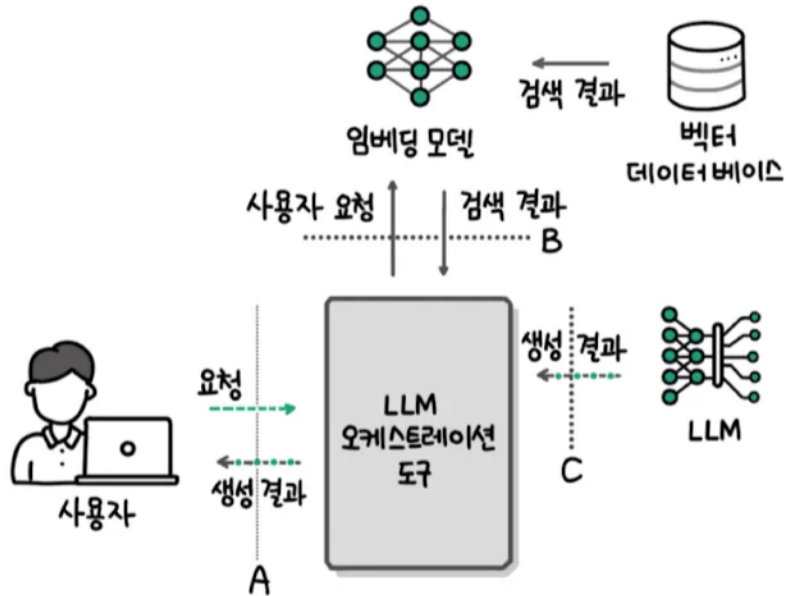 검색 결과
임베딩 모델
벡터
데이터 베이스
사용자 요청
검색 결과
B
요청
생성 결과
A
LLM
오케스트레이션
도구
생성 결과
C
LLM
사용자